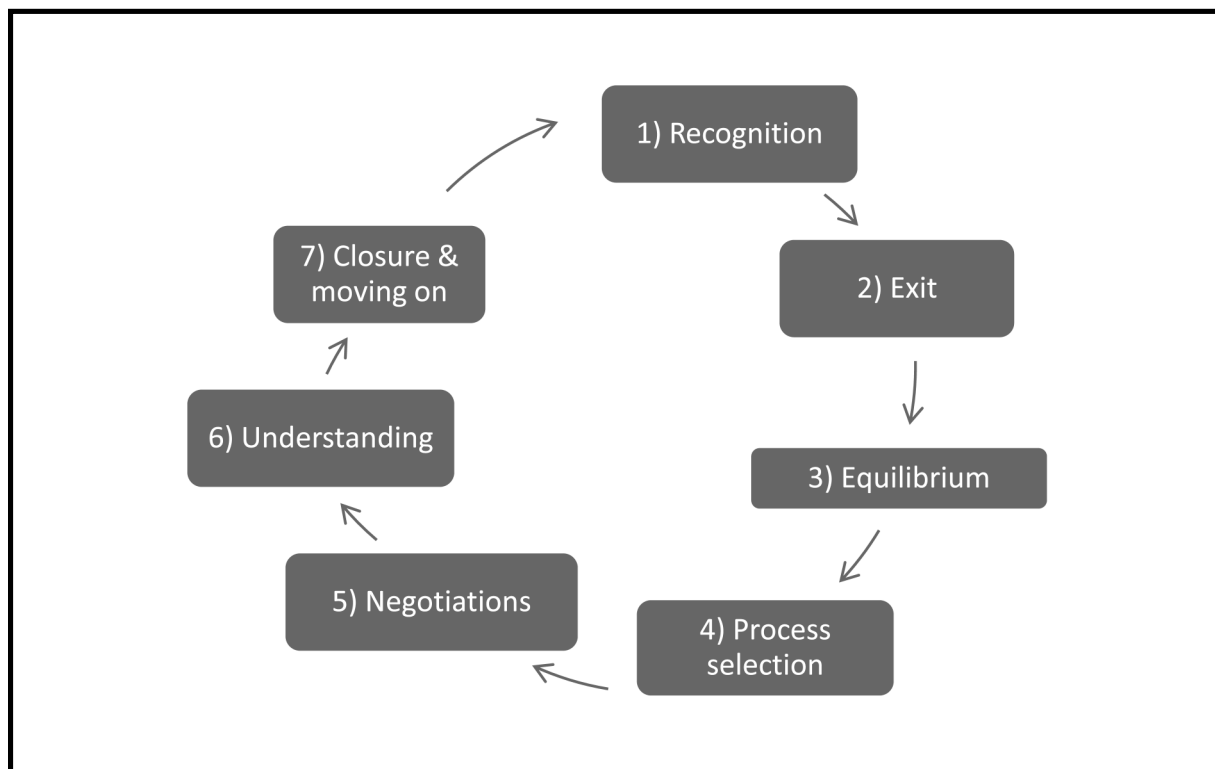 1) Recognition
2) Exit
3) Equilibrium
4) Process
selection
5) Negotiations
6) Understanding
7) Closure &
moving on